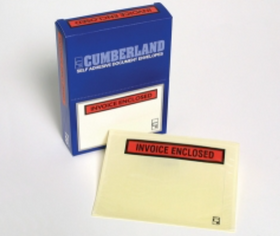 CUMBERLAND
SELF ADHESIVE DOCUMENT ENVELOPES
INVOICE ENCLOSED
INVOICE ENCLOSED